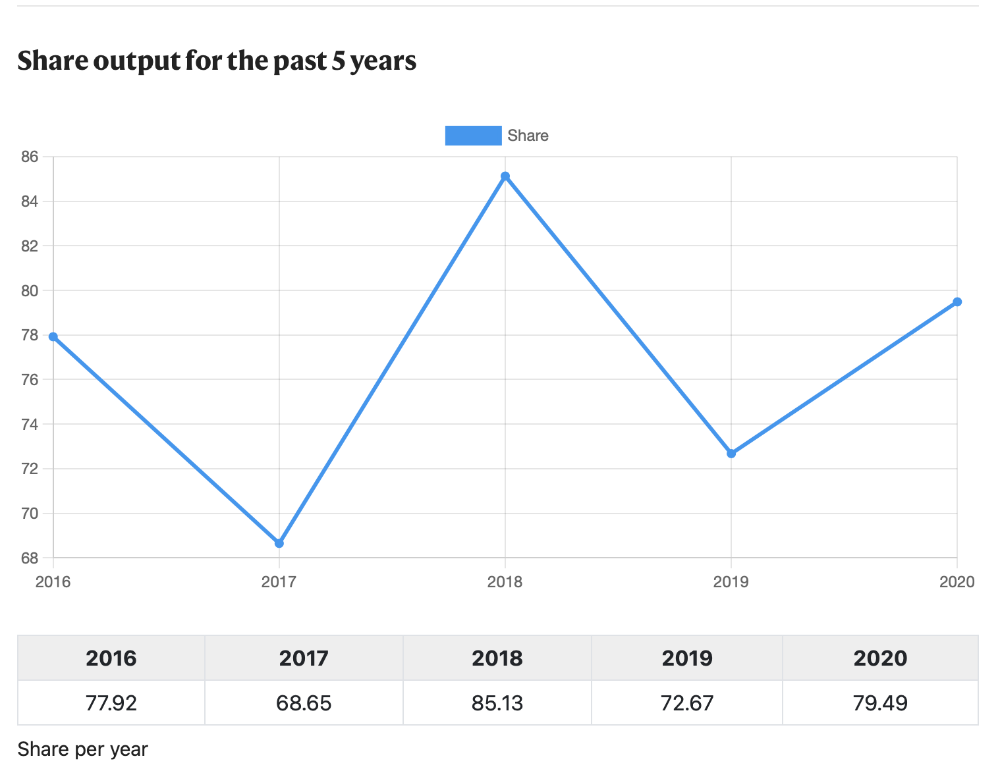 Share output for the past 5 years
Share
86
84
82
80
78
76
74
72
70
68
2016 2017 2018 2019 2020
2016 2017 2018 2019 2020
77.92 68.65 85.13 72.67 79.49
Share per year